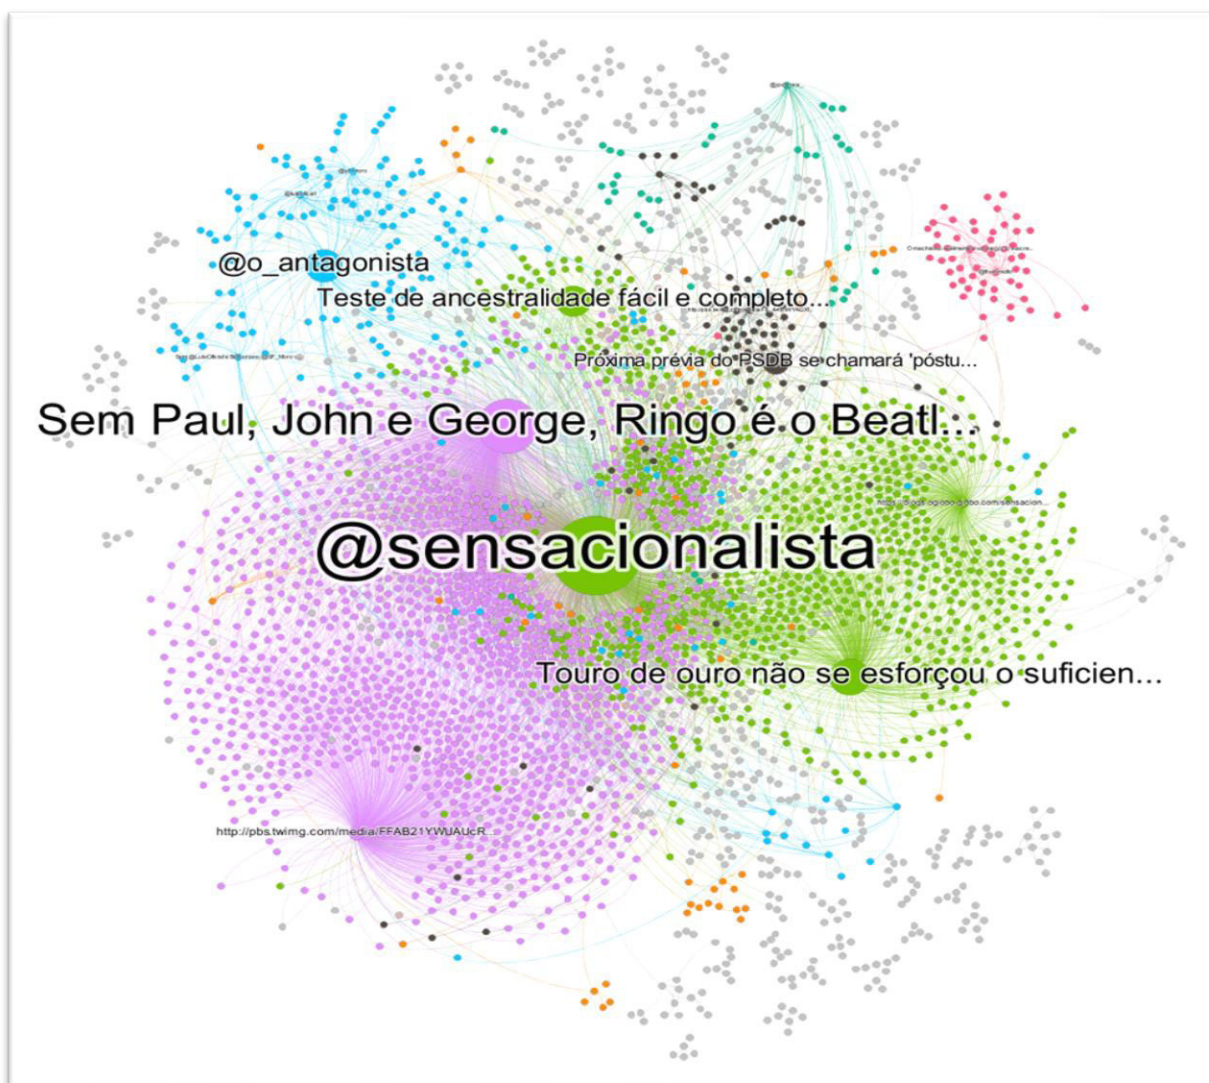 @o_antagonista
Teste de ancestralidade fácil e completo...
Próxima prévia do PSDB se chamará 'póstu...
Sem Paul, John e George, Ringo é o Beatl...
@sensacionalista
Touro de ouro não se esforçou o suficien...
http://pbs.twimg.com/media/FFAB21YWUAUcR...